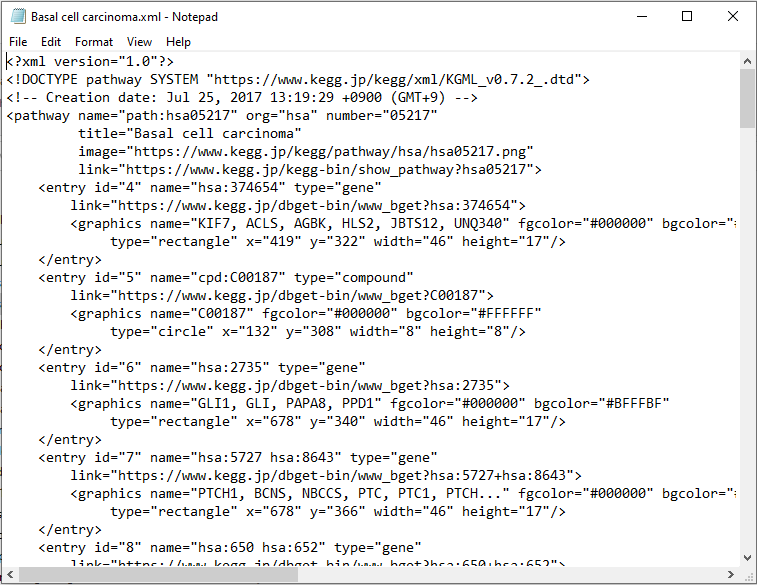 Basal cell carcinoma.xml - Notepad
File Edit Format View Help
<?xml version="1.0"?>
<!DOCTYPE pathway SYSTEM "https://www.kegg.jp/kegg/xml/KGML_v0.7.2_.dtd">
<!-- Creation date: Jul 25, 2017 13:19:29 +0900 (GMT+9) -->
<pathway name="path:hsa05217" org="hsa" number="05217"
title="Basal cell carcinoma"
image="https://www.kegg.jp/kegg/pathway/hsa/hsa05217.png"
link="https://www.kegg.jp/kegg-bin/show_pathway?hsa05217">
<entry id="4" name="hsa:374654" type="gene"
link="https://www.kegg.jp/dbget-bin/www_bget?hsa:374654">
<graphics name="KIF7, ACLS, AGBK, HLS2, JBTS12, UNQ340" fgcolor="#000000" bgcolor="#
type="rectangle" x="419" y="322" width="46" height="17"/>
</entry>
<entry id="5" name="cpd:C00187" type="compound"
link="https://www.kegg.jp/dbget-bin/www_bget?C00187">
<graphics name="C00187" fgcolor="#000000" bgcolor="#FFFFFF"
type="circle" x="132" y="308" width="8" height="8"/>
</entry>
<entry id="6" name="hsa:2735" type="gene"
link="https://www.kegg.jp/dbget-bin/www_bget?hsa:2735">
<graphics name="GLI1, GLI, PAPA8, PPD1" fgcolor="#000000" bgcolor="#BFFFBF"
type="rectangle" x="678" y="340" width="46" height="17"/>
</entry>
<entry id="7" name="hsa:5727 hsa:8643" type="gene"
link="https://www.kegg.jp/dbget-bin/www_bget?hsa:5727+hsa:8643">
<graphics name="PTCH1, BCNS, NBCCS, PTC, PTC1, PTCH..." fgcolor="#000000" bgcolor="#
type="rectangle" x="678" y="366" width="46" height="17"/>
</entry>
<entry id="8" name="hsa:650 hsa:652" type="gene"
link="https://www.kegg.jp/dbget-bin/www_bget?hsa:650+hsa:652">